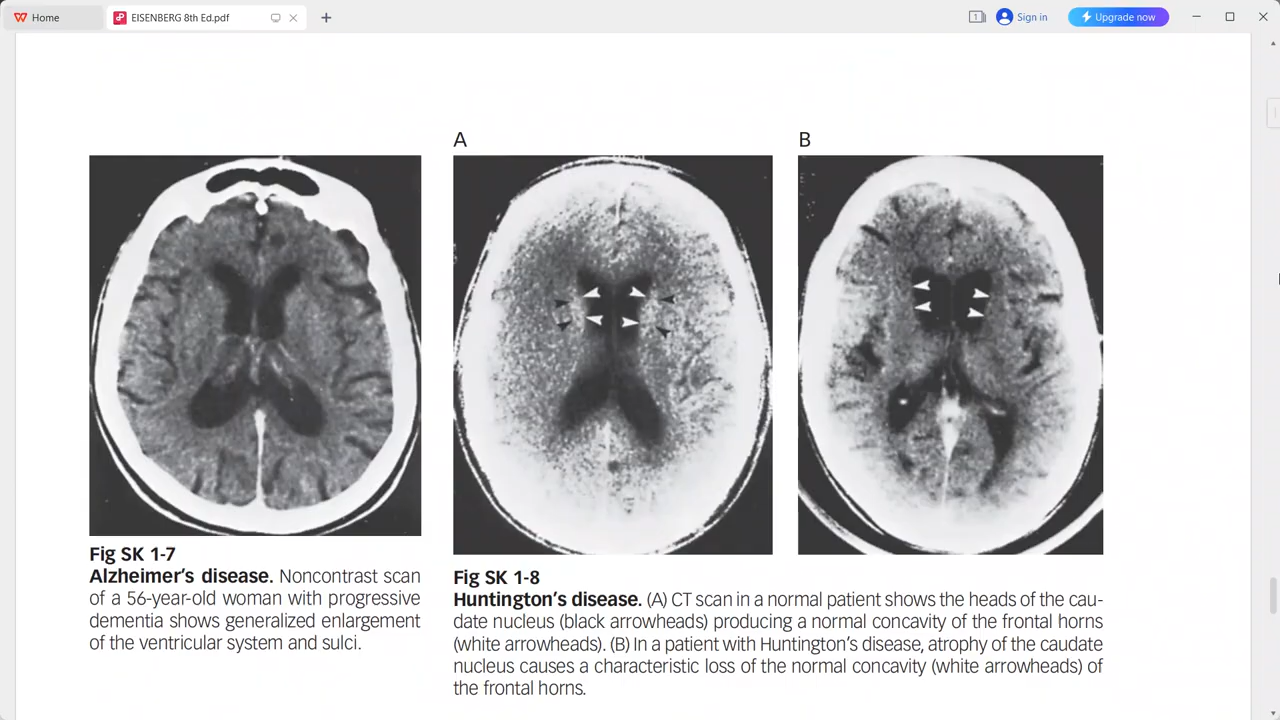 Home
EISENBERG 8th Ed.pdf
1
Sign in
Upgrade now
A
B
Fig SK 1-7
Alzheimer's disease. Noncontrast scan
of a 56-year-old woman with progressive
dementia shows generalized enlargement
of the ventricular system and sulci.
Fig SK 1-8
Huntington's disease. (A) CT scan in a normal patient shows the heads of the cau-
date nucleus (black arrowheads) producing a normal concavity of the frontal horns
(white arrowheads). (B) In a patient with Huntington's disease, atrophy of the caudate
nucleus causes a characteristic loss of the normal concavity (white arrowheads) of
the frontal horns.